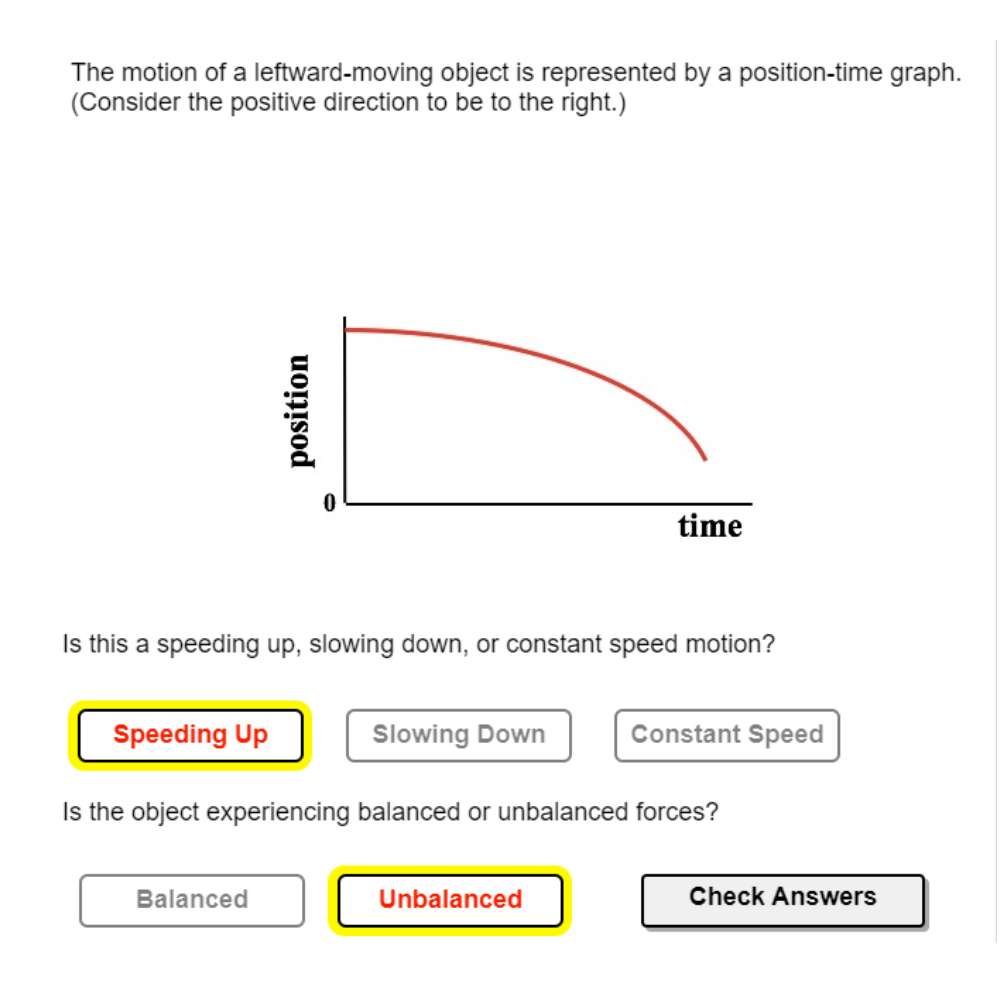 The motion of a leftward-moving object is represented by a position-time graph.
(Consider the positive direction to be to the right.)
position
0
time
Is this a speeding up, slowing down, or constant speed motion?
Speeding Up
Slowing Down
Constant Speed
Is the object experiencing balanced or unbalanced forces?
Balanced
Unbalanced
Check Answers